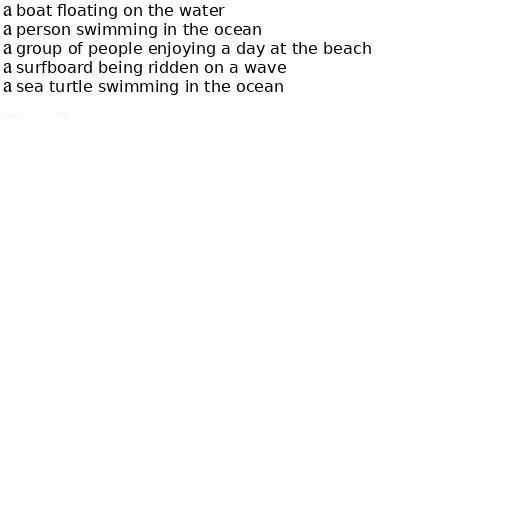 a boat floating on the water
a person swimming in the ocean
a group of people enjoying a day at the beach
a surfboard being ridden on a wave
a sea turtle swimming in the ocean